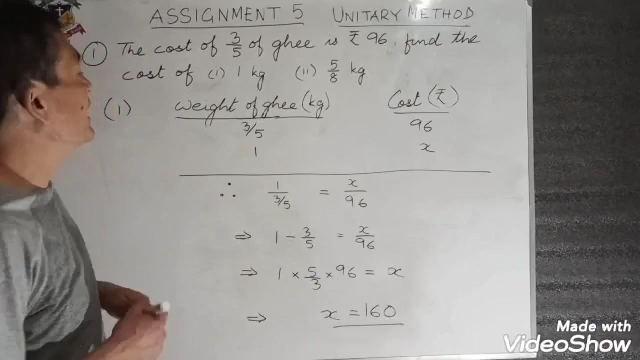 ASSIGNMENT 5 UNITARY METHOD
① The cost of 3/5 of ghee is ₹ 96, find the
cost of (i) 1 kg (ii) 5/8 kg
(1) Weight of ghee (kg) Cost (₹)
3/5 96
1 x
∴ 1/(3/5) = x/96
⇒ 1 – 3/5 = x/96
⇒ 1 × 5/3 × 96 = x
⇒ x = 160
Made with
VideoShow